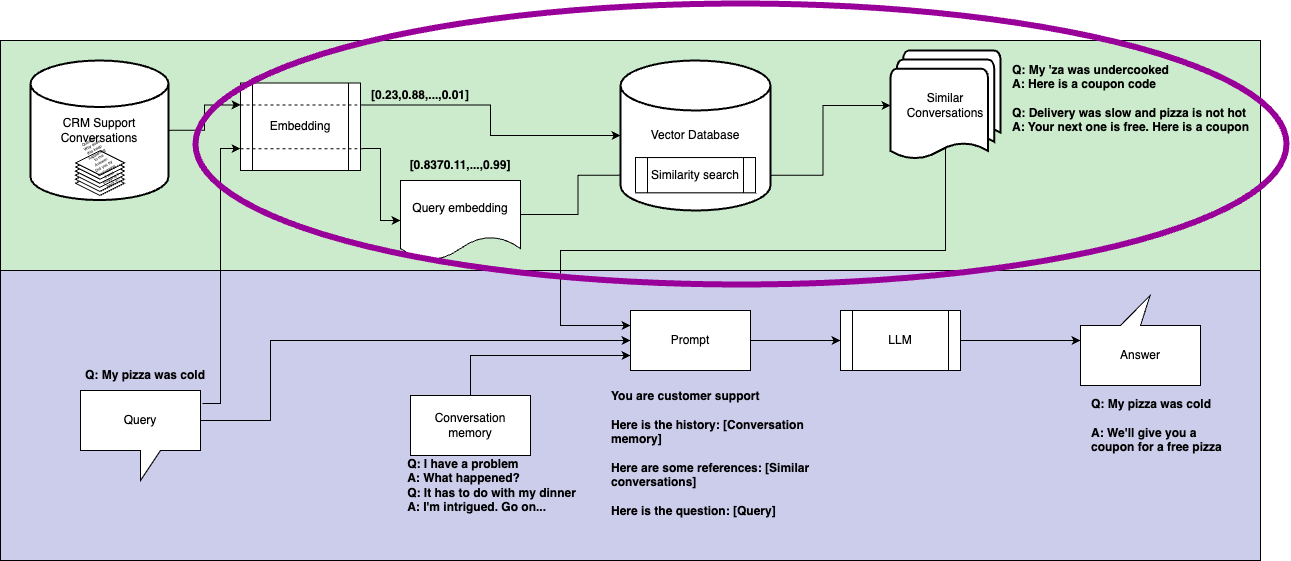 CRM Support
Conversations
Embedding
[0.23,0.88,...,0.01]
[0.8370.11,...,0.99]
Query embedding
Vector Database
Similarity search
Similar
Conversations
Q: My 'za was undercooked
A: Here is a coupon code
Q: Delivery was slow and pizza is not hot
A: Your next one is free. Here is a coupon
Q: My pizza was cold
Query
Conversation
memory
Q: I have a problem
A: What happened?
Q: It has to do with my dinner
A: I'm intrigued. Go on...
Prompt
You are customer support
Here is the history: [Conversation
memory]
Here are some references: [Similar
conversations]
Here is the question: [Query]
LLM
Answer
Q: My pizza was cold
A: We'll give you a
coupon for a free pizza